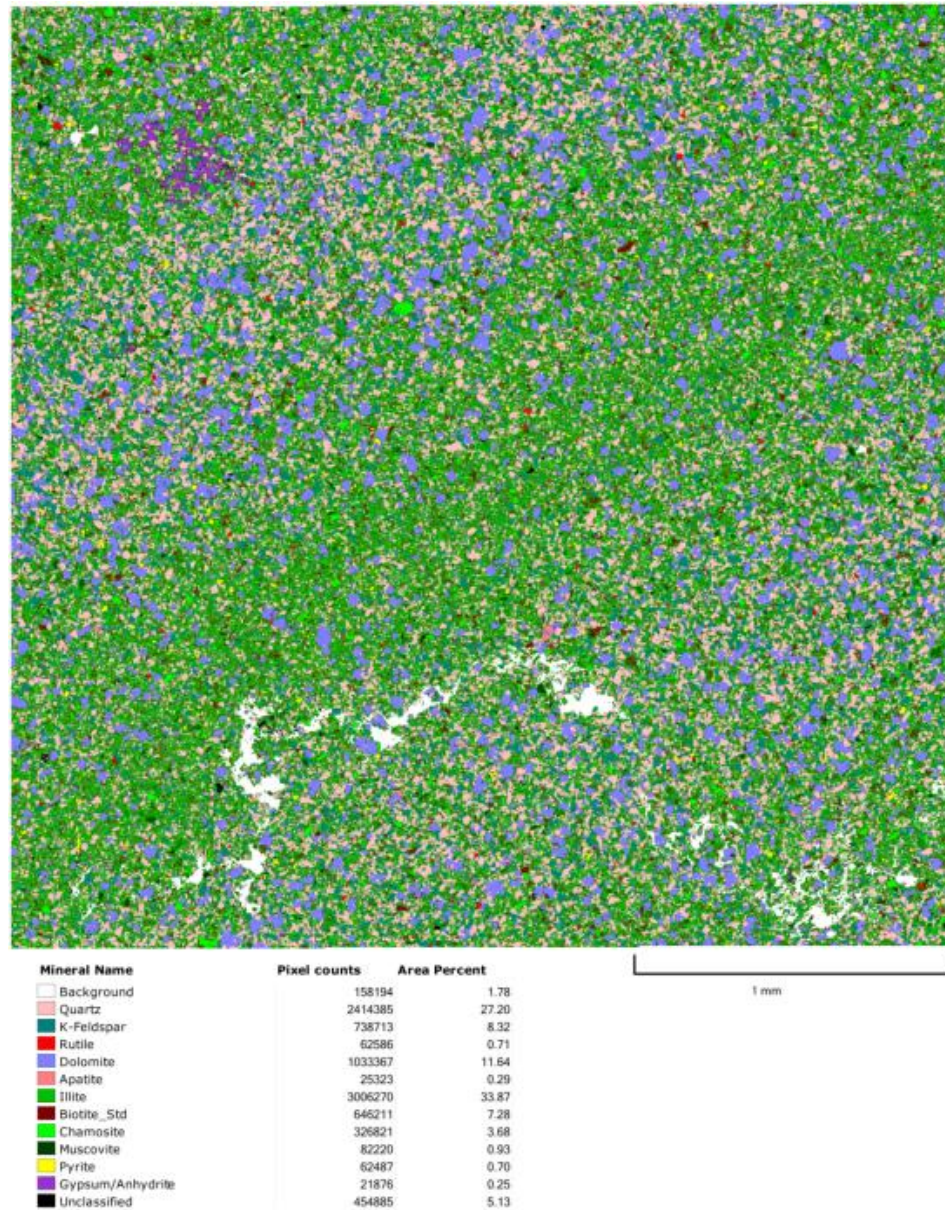 Mineral Name Pixel counts Area Percent
Background 158194 1.78
1 mm
Quartz 2414385 27.20
K-Feldspar 738713 8.32
Rutile 62586 0.71
Dolomite 1033367 11.64
Apatite 25323 0.29
Illite 3006270 33.87
Biotite_Std 646211 7.28
Chamosite 326821 3.68
Muscovite 82220 0.93
Pyrite 62487 0.70
Gypsum/Anhydrite 21876 0.25
Unclassified 454885 5.13